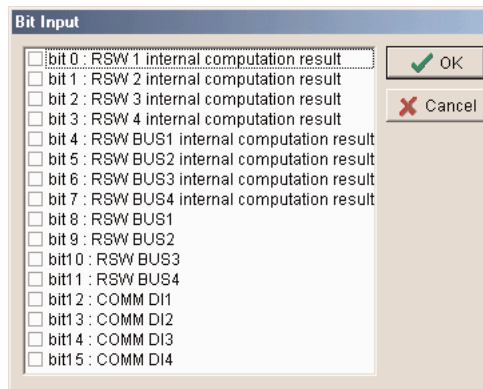 Bit Input
bit 0 : RSW 1 internal computation result
bit 1 : RSW 2 internal computation result
bit 2 : RSW 3 internal computation result
bit 3 : RSW 4 internal computation result
bit 4 : RSW BUS1 internal computation result
bit 5 : RSW BUS2 internal computation result
bit 6 : RSW BUS3 internal computation result
bit 7 : RSW BUS4 internal computation result
bit 8 : RSW BUS1
bit 9 : RSW BUS2
bit10 : RSW BUS3
bit11 : RSW BUS4
bit12 : COMM DI1
bit13 : COMM DI2
bit14 : COMM DI3
bit15 : COMM DI4
OK
Cancel